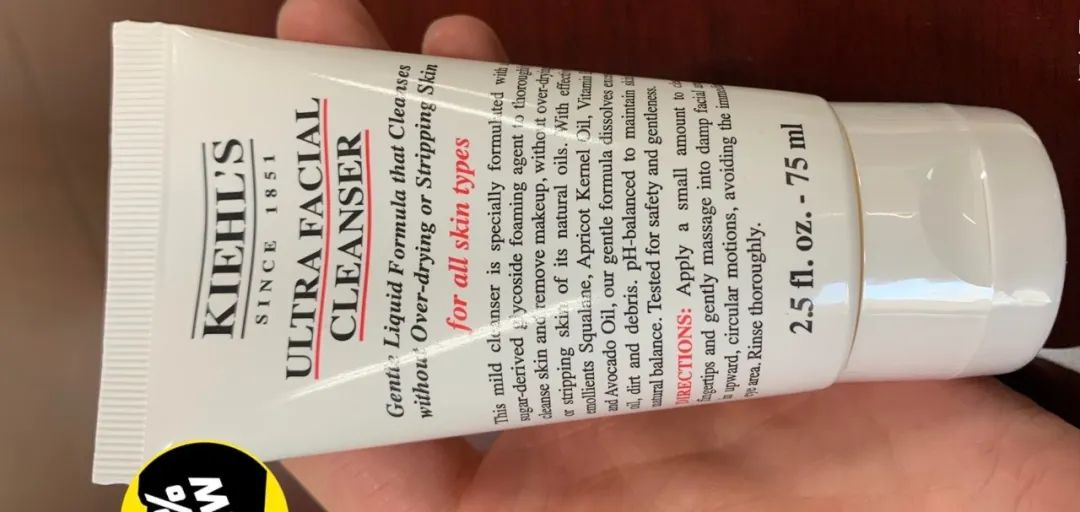 KIEHL'S
SINCE 1851
ULTRA FACIAL
CLEANSER
Gentle Liquid Formula that Cleanses
without Over-drying or Stripping Skin
for all skin types
This mild cleanser is specially formulated with
sugar-derived glycoside foaming agent to
cleanse skin and remove makeup, without
or stripping skin of its natural oils. With
emollients Squalane, Apricot Kernel Oil,
and Avocado Oil, our gentle formula dissolves
oil, dirt and debris. pH-balanced to maintain
natural balance. Tested for safety and gentleness.
DIRECTIONS: Apply a small amount to
fingertips and gently massage into damp facial
in upward, circular motions, avoiding the
eye area. Rinse thoroughly.
2.5 fl. oz. - 75 ml
%